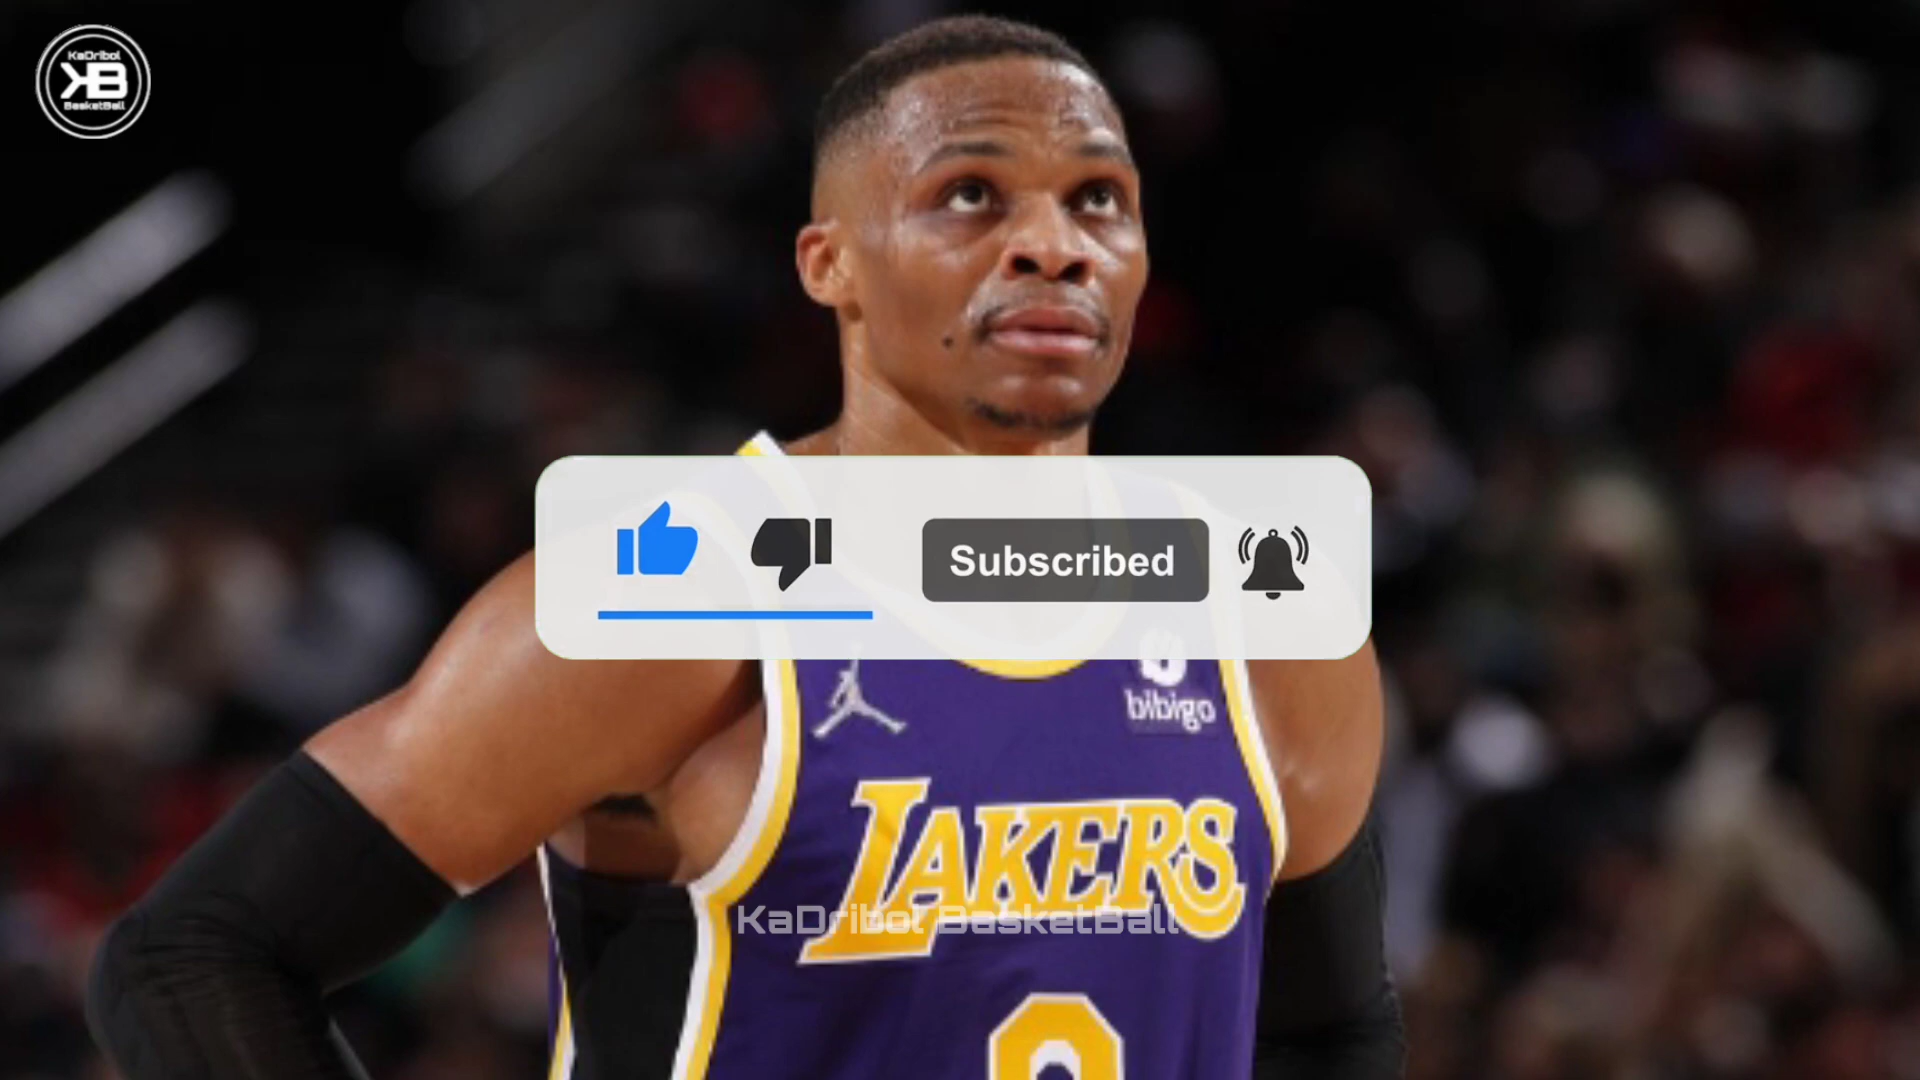 KaDribol
KB
BasketBall
Subscribed
bibigo
LAKERS
KaDribol BasketBall